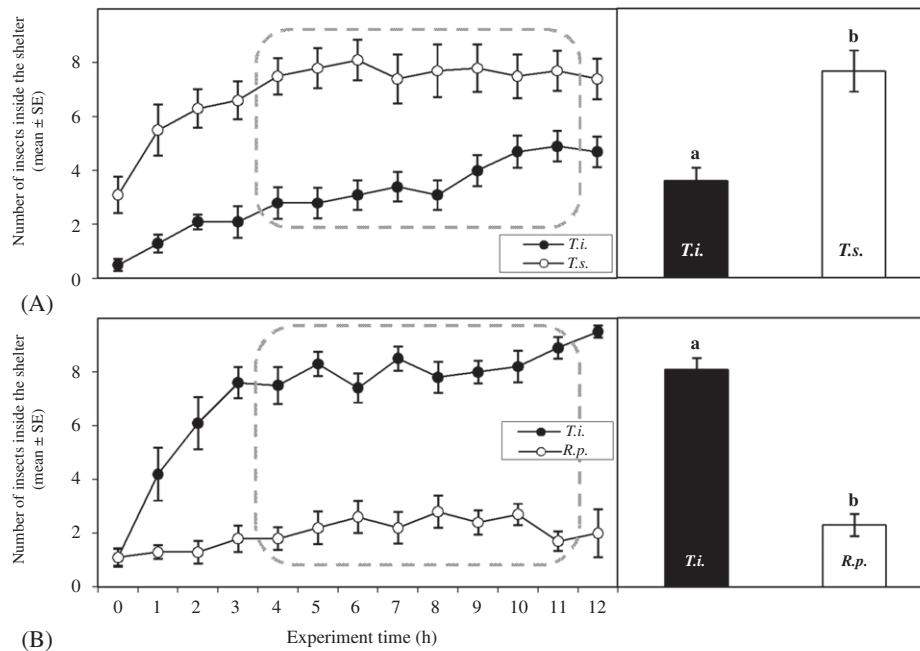 Number of insects inside the shelter
(mean ± SE)
8
6
4
2
0
T.i.
T.s.
a
b
T.i.
T.s.
(A)
Number of insects inside the shelter
(mean ± SE)
8
6
4
2
0
T.i.
R.p.
a
b
T.i.
R.p.
0 1 2 3 4 5 6 7 8 9 10 11 12
Experiment time (h)
(B)